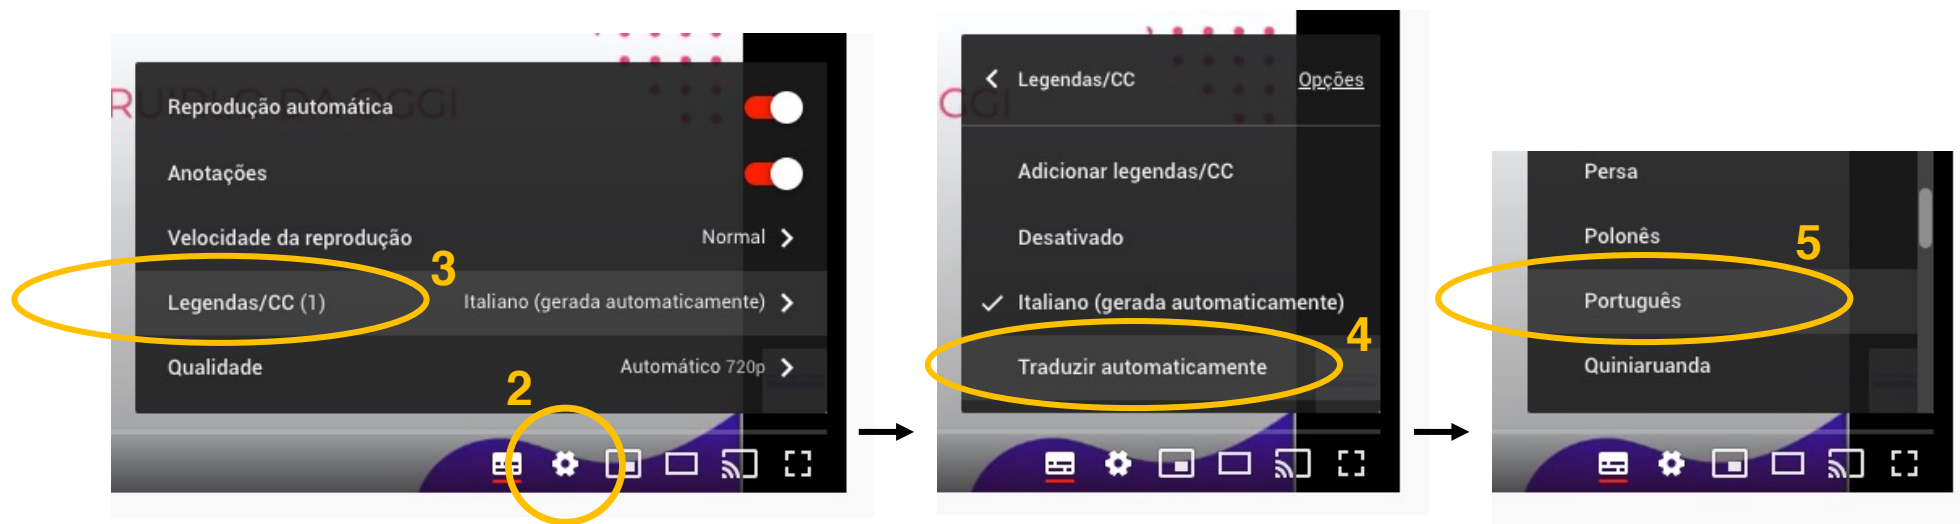 Reprodução automática
Anotações
Velocidade da reprodução Normal
3
Legendas/CC (1) Italiano (gerada automaticamente)
Qualidade Automático 720p
2
Legendas/CC Opções
Adicionar legendas/CC
Desativado
Italiano (gerada automaticamente)
4
Traduzir automaticamente
Persa
Polonês
5
Português
Quiniaruanda